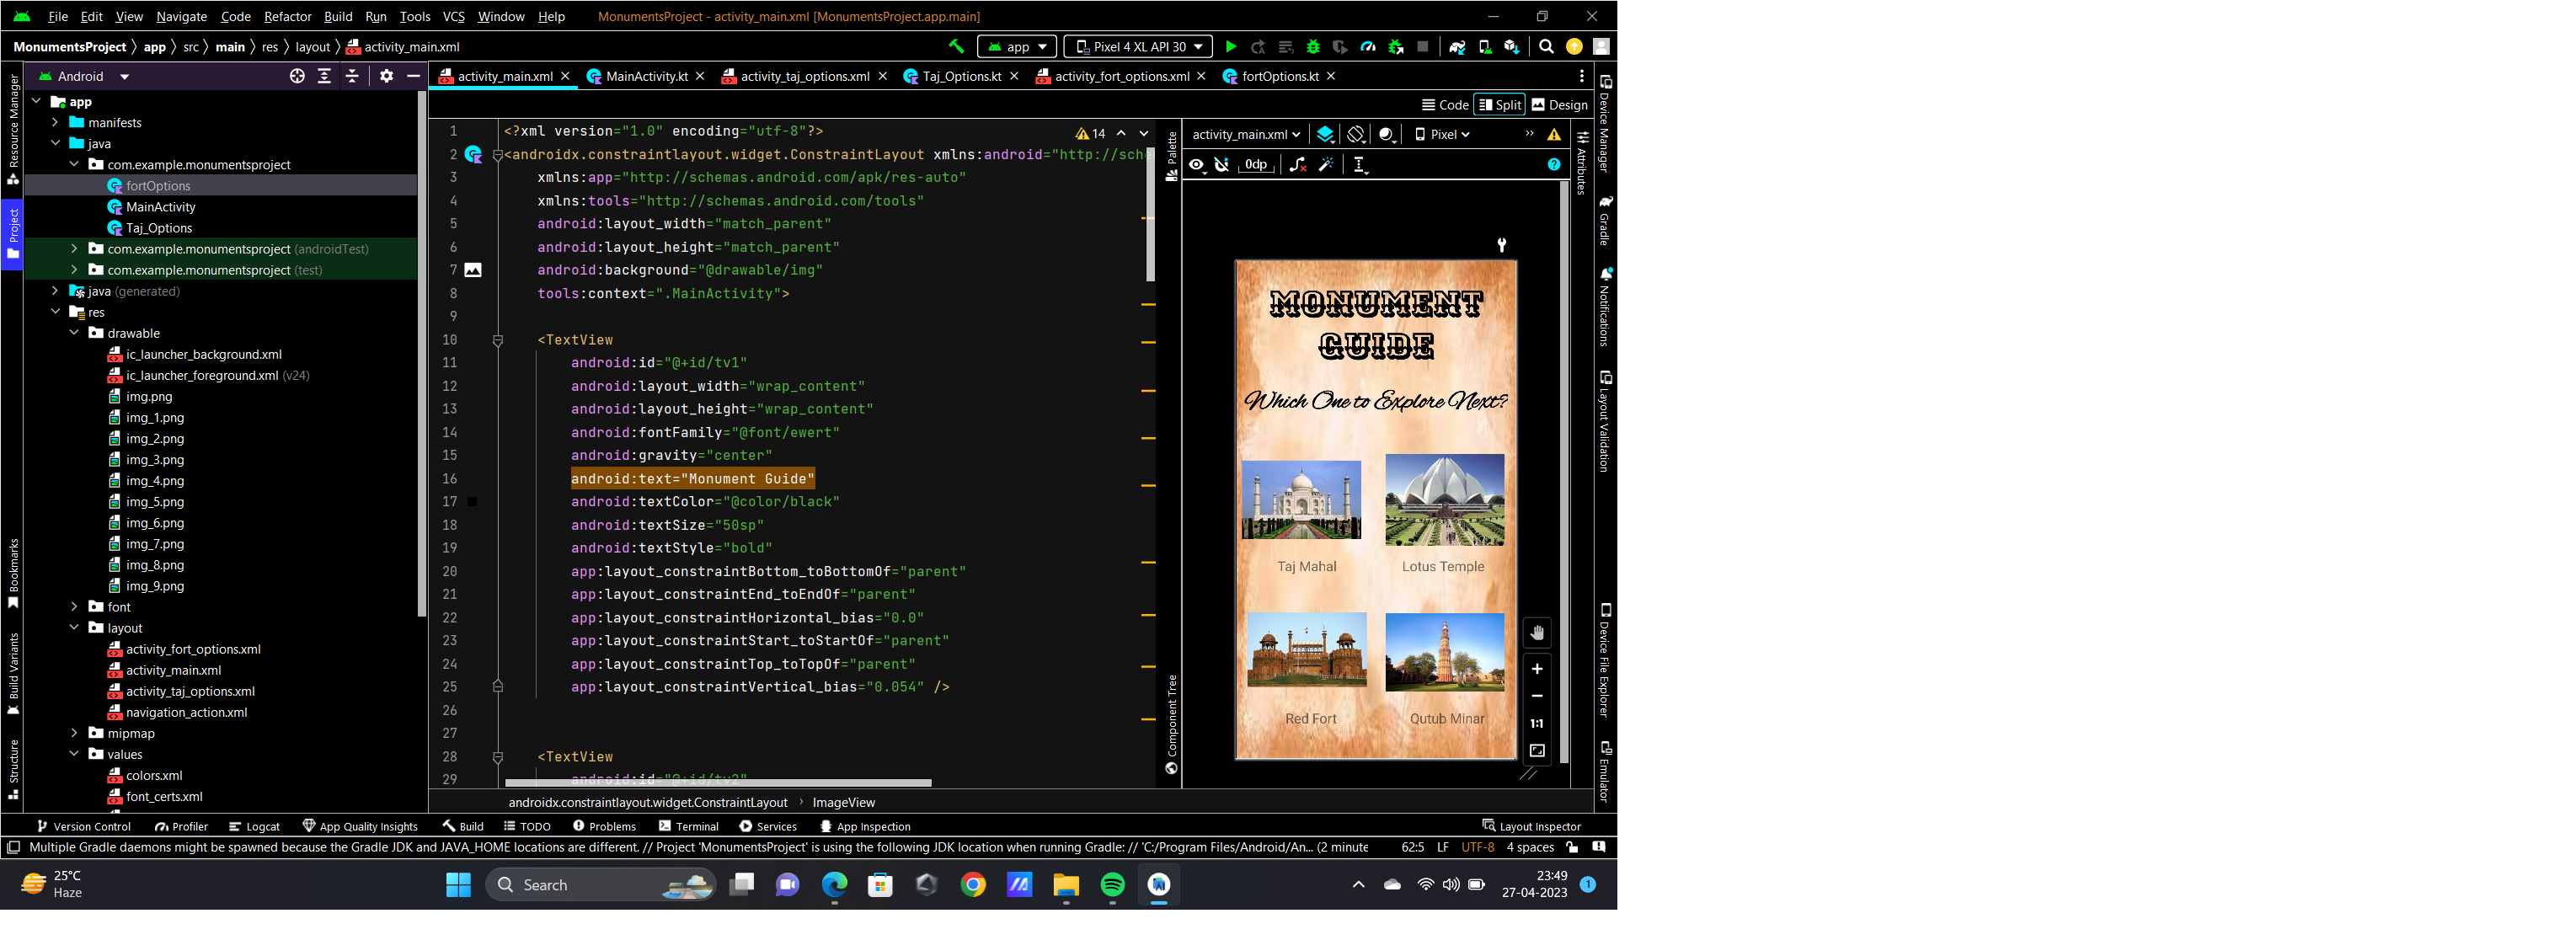 File Edit View Navigate Code Refactor Build Run Tools VCS Window Help MonumentsProject - activity_main.xml [MonumentsProject.app.main]
MonumentsProject app src main res layout activity_main.xml app Pixel 4 XL API 30
Android
activity_main.xml MainActivity.kt activity_taj_options.xml Taj_Options.kt activity_fort_options.xml fortOptions.kt
Code Split Design
Resource Manager
Project
Bookmarks
Build Variants
Structure
app
manifests
java
com.example.monumentsproject
fortOptions
MainActivity
Taj_Options
com.example.monumentsproject (androidTest)
com.example.monumentsproject (test)
java (generated)
res
drawable
ic_launcher_background.xml
ic_launcher_foreground.xml (v24)
img.png
img_1.png
img_2.png
img_3.png
img_4.png
img_5.png
img_6.png
img_7.png
img_8.png
img_9.png
font
layout
activity_fort_options.xml
activity_main.xml
activity_taj_options.xml
navigation_action.xml
mipmap
values
colors.xml
font_certs.xml
14
1 <?xml version="1.0" encoding="utf-8"?>
2 <androidx.constraintlayout.widget.ConstraintLayout xmlns:android="http://sche
3 xmlns:app="http://schemas.android.com/apk/res-auto"
4 xmlns:tools="http://schemas.android.com/tools"
5 android:layout_width="match_parent"
6 android:layout_height="match_parent"
7 android:background="@drawable/img"
8 tools:context=".MainActivity">
9
10 <TextView
11 android:id="@+id/tv1"
12 android:layout_width="wrap_content"
13 android:layout_height="wrap_content"
14 android:fontFamily="@font/ewert"
15 android:gravity="center"
16 android:text="Monument Guide"
17 android:textColor="@color/black"
18 android:textSize="50sp"
19 android:textStyle="bold"
20 app:layout_constraintBottom_toBottomOf="parent"
21 app:layout_constraintEnd_toEndOf="parent"
22 app:layout_constraintHorizontal_bias="0.0"
23 app:layout_constraintStart_toStartOf="parent"
24 app:layout_constraintTop_toTopOf="parent"
25 app:layout_constraintVertical_bias="0.054" />
26
27
28 <TextView
29 android:id="@+id/tv2"
androidx.constraintlayout.widget.ConstraintLayout ImageView
Palette
Component Tree
activity_main.xml Pixel
0dp
MONUMENT
GUIDE
Which One to Explore Next?
Taj Mahal Lotus Temple
Red Fort Qutub Minar
1:1
Attributes
Device Manager
Gradle
Notifications
Layout Validation
Device File Explorer
Emulator
Version Control Profiler Logcat App Quality Insights Build TODO Problems Terminal Services App Inspection Layout Inspector
Multiple Gradle daemons might be spawned because the Gradle JDK and JAVA_HOME locations are different. // Project 'MonumentsProject' is using the following JDK location when running Gradle: // 'C:/Program Files/Android/An... (2 minute 62:5 LF UTF-8 4 spaces
25°C
Haze
Search
23:49
27-04-2023
1